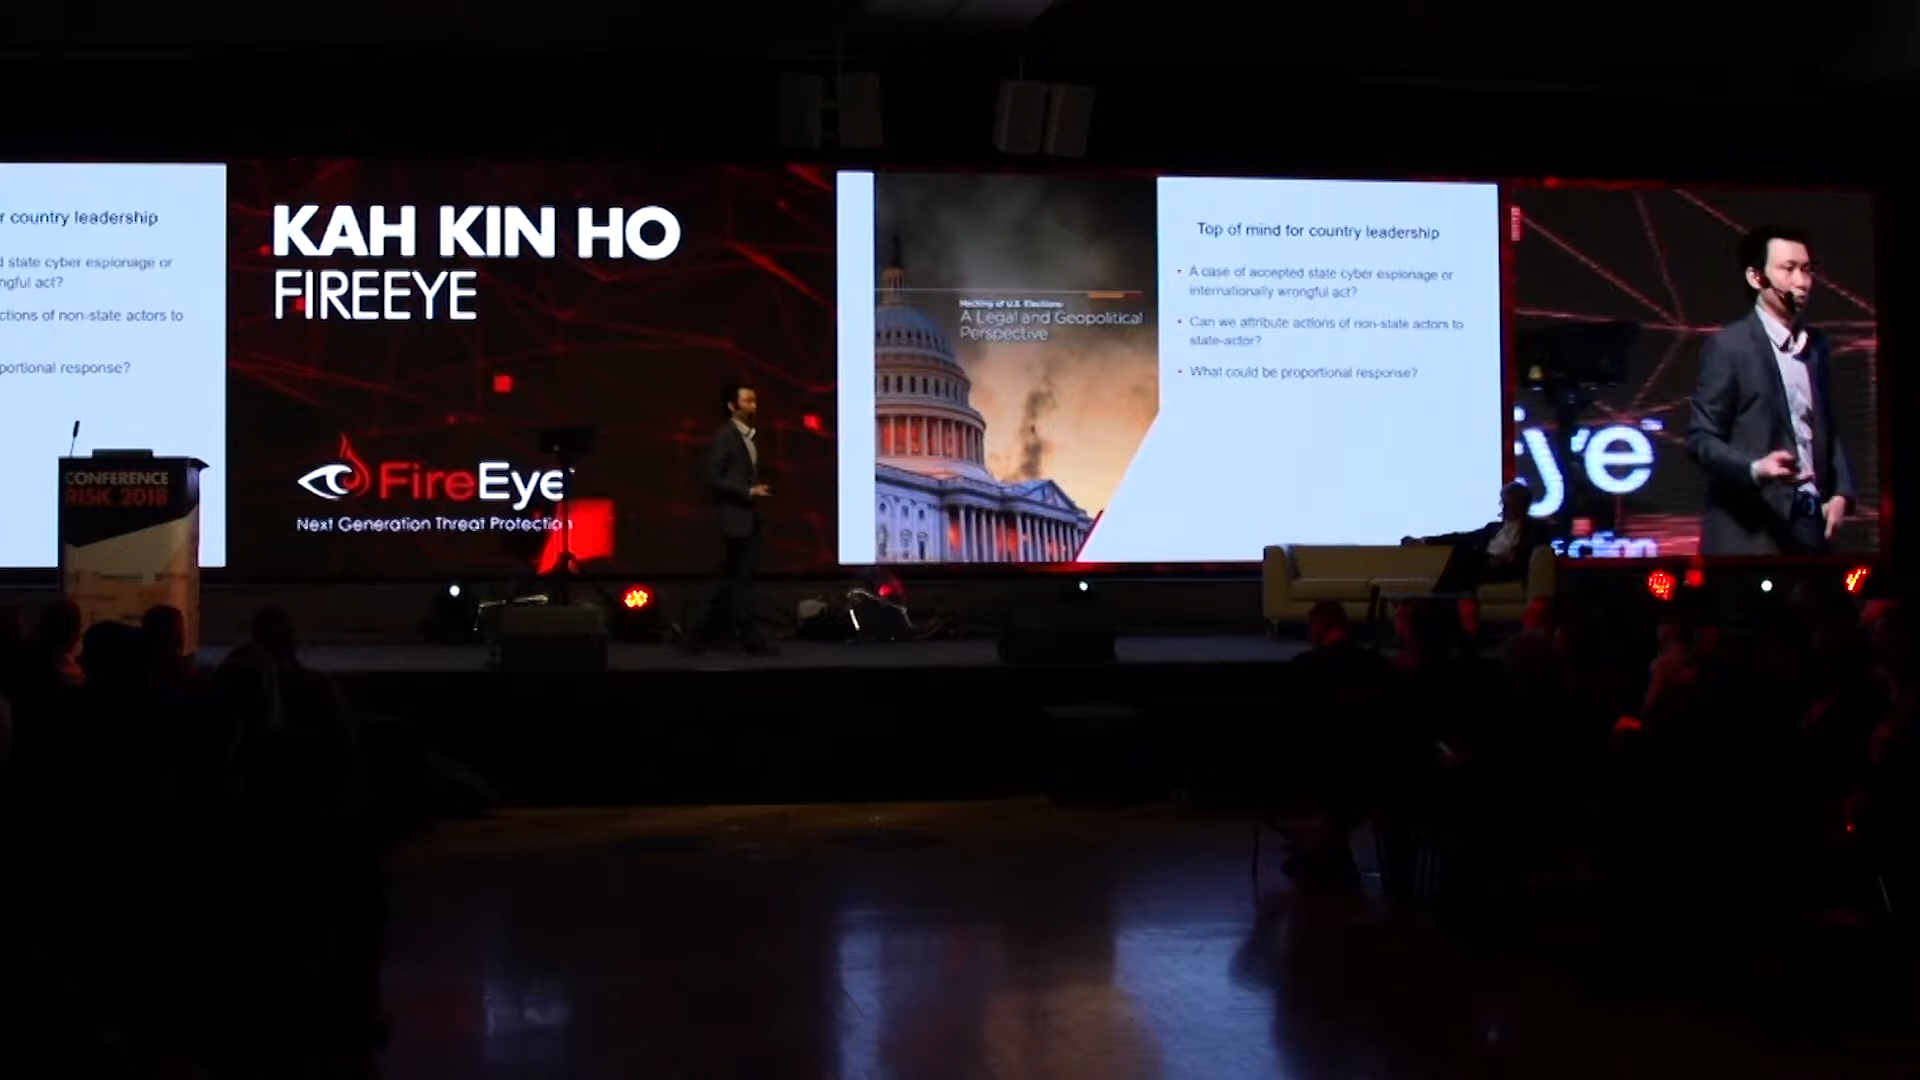 r country leadership
d state cyber espionage or
ngful act?
ctions of non-state actors to
portional response?
CONFERENCE
RISK 2018
KAH KIN HO
FIREEYE
FireEye
Next Generation Threat Protection
Hacking of U.S. Elections:
A Legal and Geopolitical
Perspective
Top of mind for country leadership
• A case of accepted state cyber espionage or
internationally wrongful act?
• Can we attribute actions of non-state actors to
state-actor?
• What could be proportional response?
ye